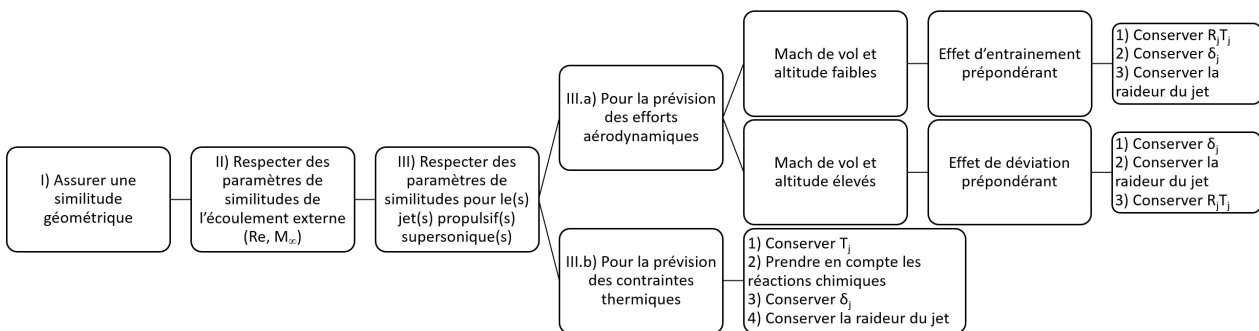 I) Assurer une
similitude
géométrique
II) Respecter des
paramètres de
similitudes de
l'écoulement externe
(Re, M∞)
III) Respecter des
paramètres de
similitudes pour le(s)
jet(s) propulsif(s)
supersonique(s)
III.a) Pour la prévision
des efforts
aérodynamiques
Mach de vol et
altitude faibles
Effet d'entrainement
prépondérant
1) Conserver RjTj
2) Conserver δj
3) Conserver la
raideur du jet
Mach de vol et
altitude élevés
Effet de déviation
prépondérant
1) Conserver δj
2) Conserver la
raideur du jet
3) Conserver RjTj
III.b) Pour la prévision
des contraintes
thermiques
1) Conserver Tj
2) Prendre en compte les
réactions chimiques
3) Conserver δj
4) Conserver la raideur du jet